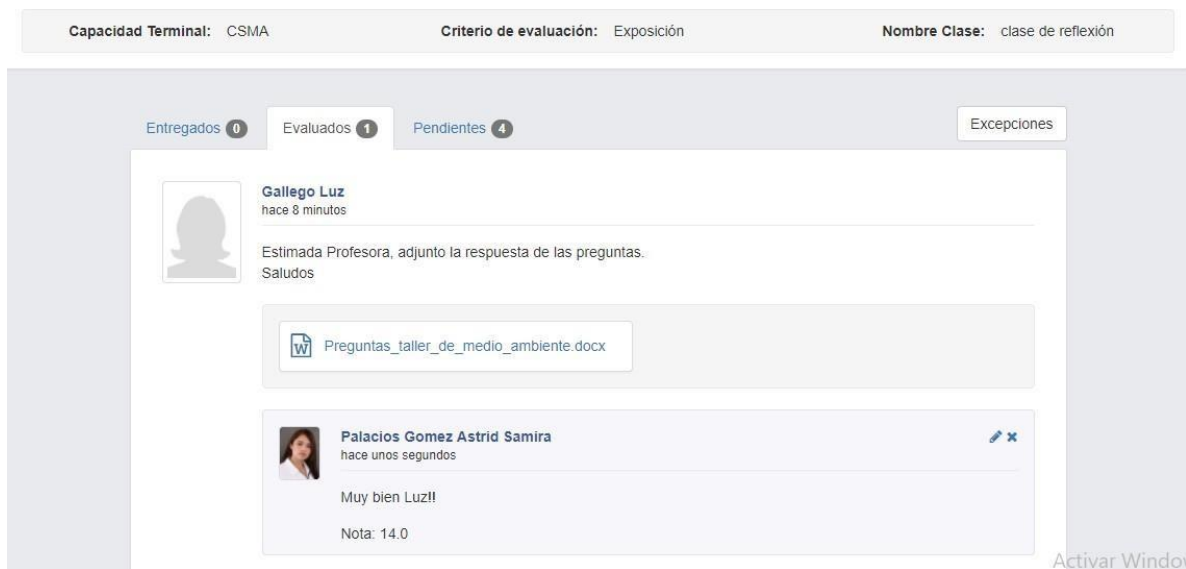 Capacidad Terminal: CSMA Criterio de evaluación: Exposición Nombre Clase: clase de reflexión
Entregados 0 Evaluados 1 Pendientes 4 Excepciones
Gallego Luz
hace 8 minutos
Estimada Profesora, adjunto la respuesta de las preguntas.
Saludos
Preguntas_taller_de_medio_ambiente.docx
Palacios Gomez Astrid Samira
hace unos segundos
Muy bien Luz!!
Nota: 14.0
Activar Window